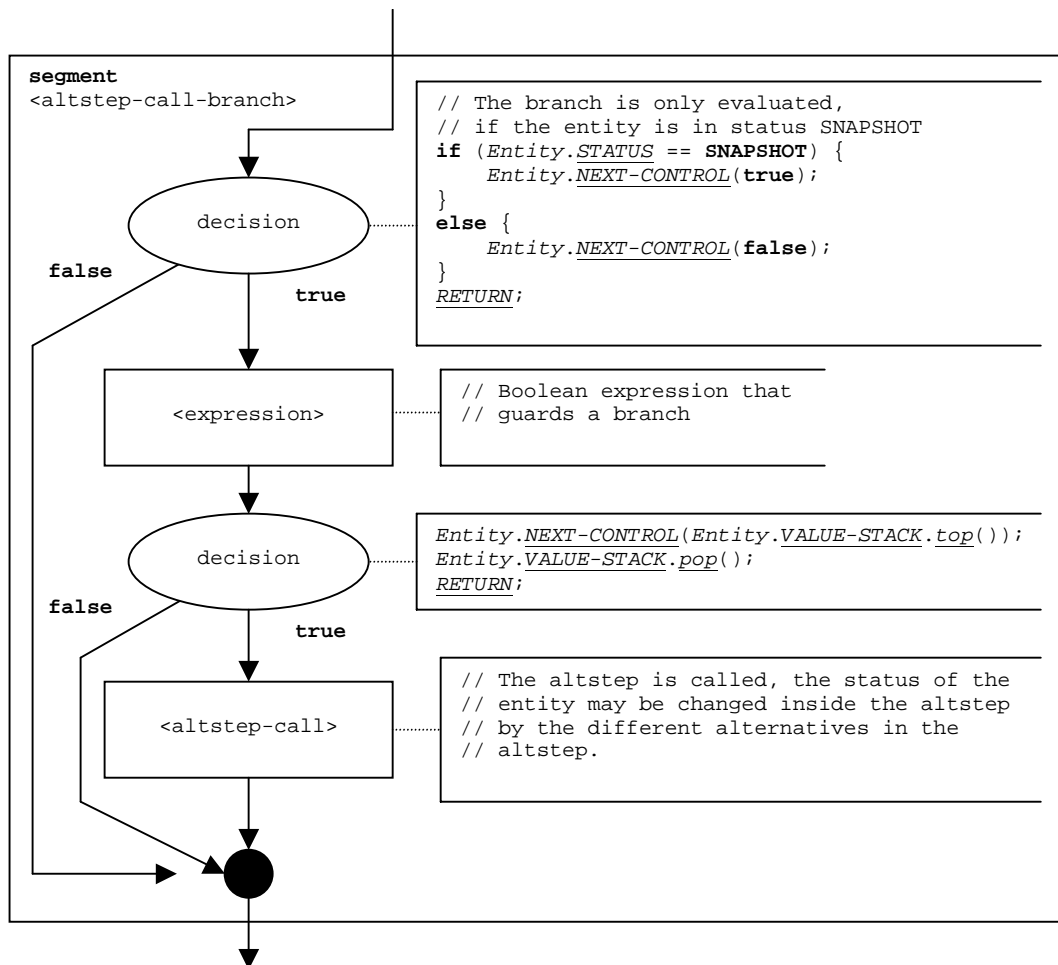 segment
<altstep-call-branch>
// The branch is only evaluated,
// if the entity is in status SNAPSHOT
if (Entity.STATUS == SNAPSHOT) {
Entity.NEXT-CONTROL(true);
}
else {
Entity.NEXT-CONTROL(false);
}
RETURN;
decision
false
true
<expression>
// Boolean expression that
// guards a branch
decision
Entity.NEXT-CONTROL(Entity.VALUE-STACK.top());
Entity.VALUE-STACK.pop();
RETURN;
false
true
<altstep-call>
// The altstep is called, the status of the
// entity may be changed inside the altstep
// by the different alternatives in the
// altstep.